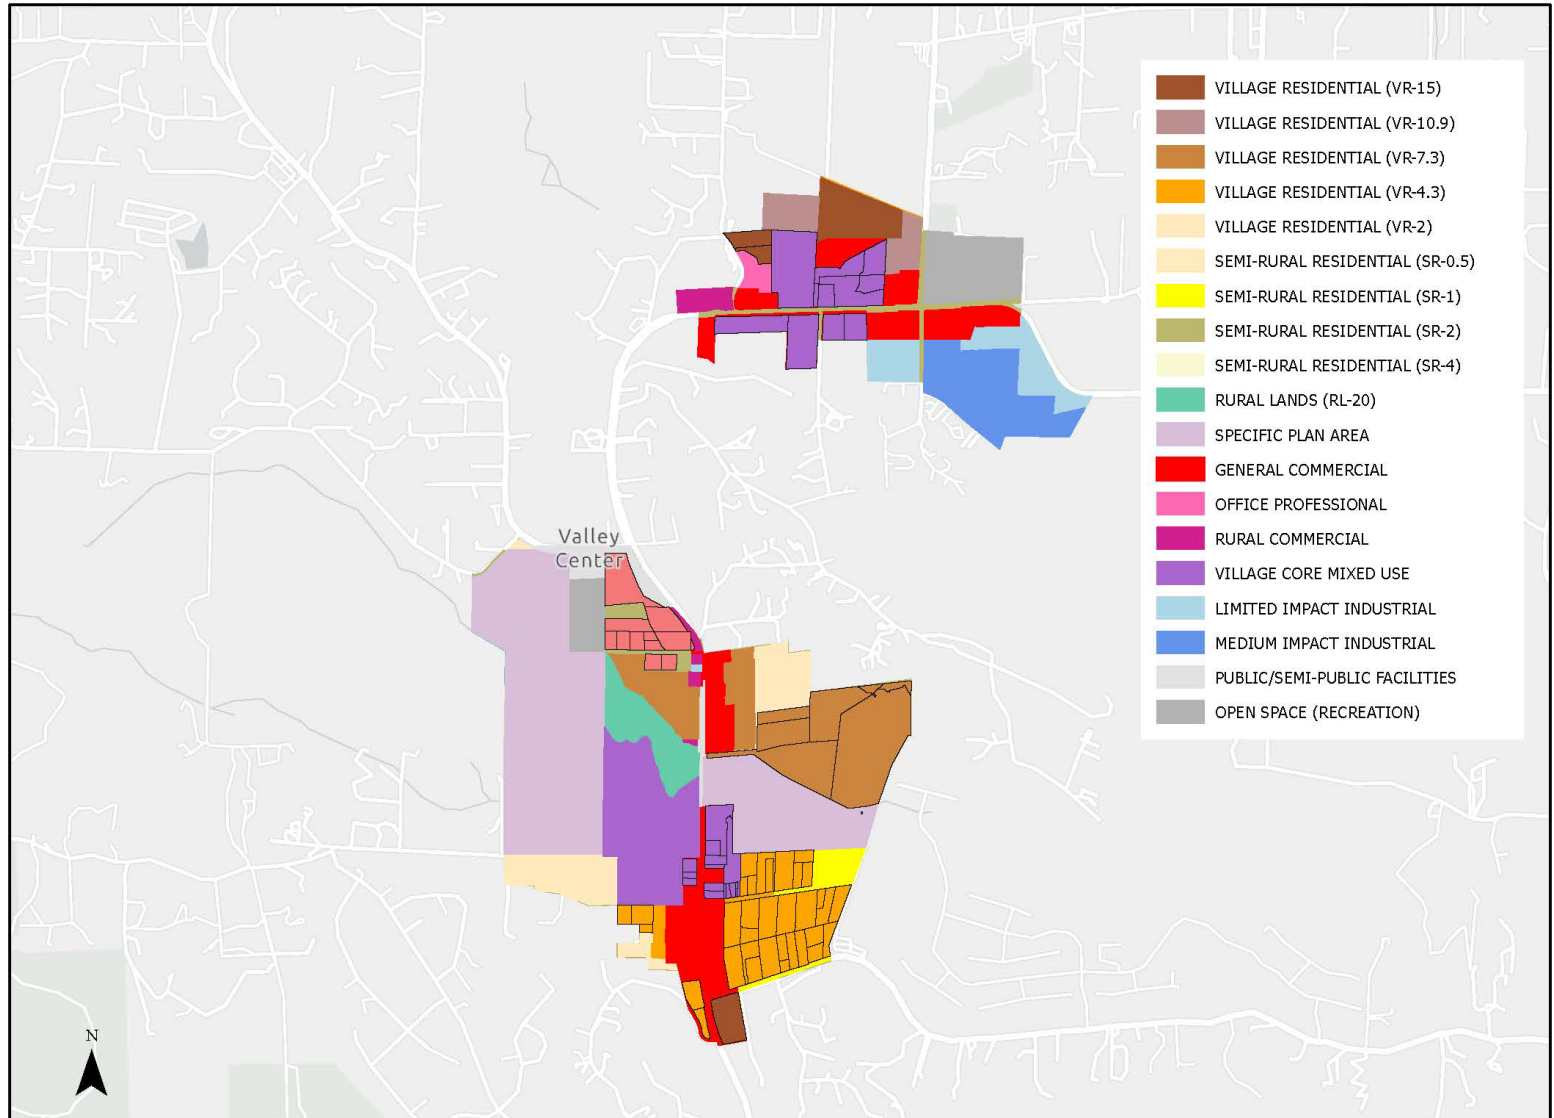 VILLAGE RESIDENTIAL (VR-15)
VILLAGE RESIDENTIAL (VR-10.9)
VILLAGE RESIDENTIAL (VR-7.3)
VILLAGE RESIDENTIAL (VR-4.3)
VILLAGE RESIDENTIAL (VR-2)
SEMI-RURAL RESIDENTIAL (SR-0.5)
SEMI-RURAL RESIDENTIAL (SR-1)
SEMI-RURAL RESIDENTIAL (SR-2)
SEMI-RURAL RESIDENTIAL (SR-4)
RURAL LANDS (RL-20)
SPECIFIC PLAN AREA
GENERAL COMMERCIAL
OFFICE PROFESSIONAL
RURAL COMMERCIAL
VILLAGE CORE MIXED USE
LIMITED IMPACT INDUSTRIAL
MEDIUM IMPACT INDUSTRIAL
PUBLIC/SEMI-PUBLIC FACILITIES
OPEN SPACE (RECREATION)
Valley
Center
N